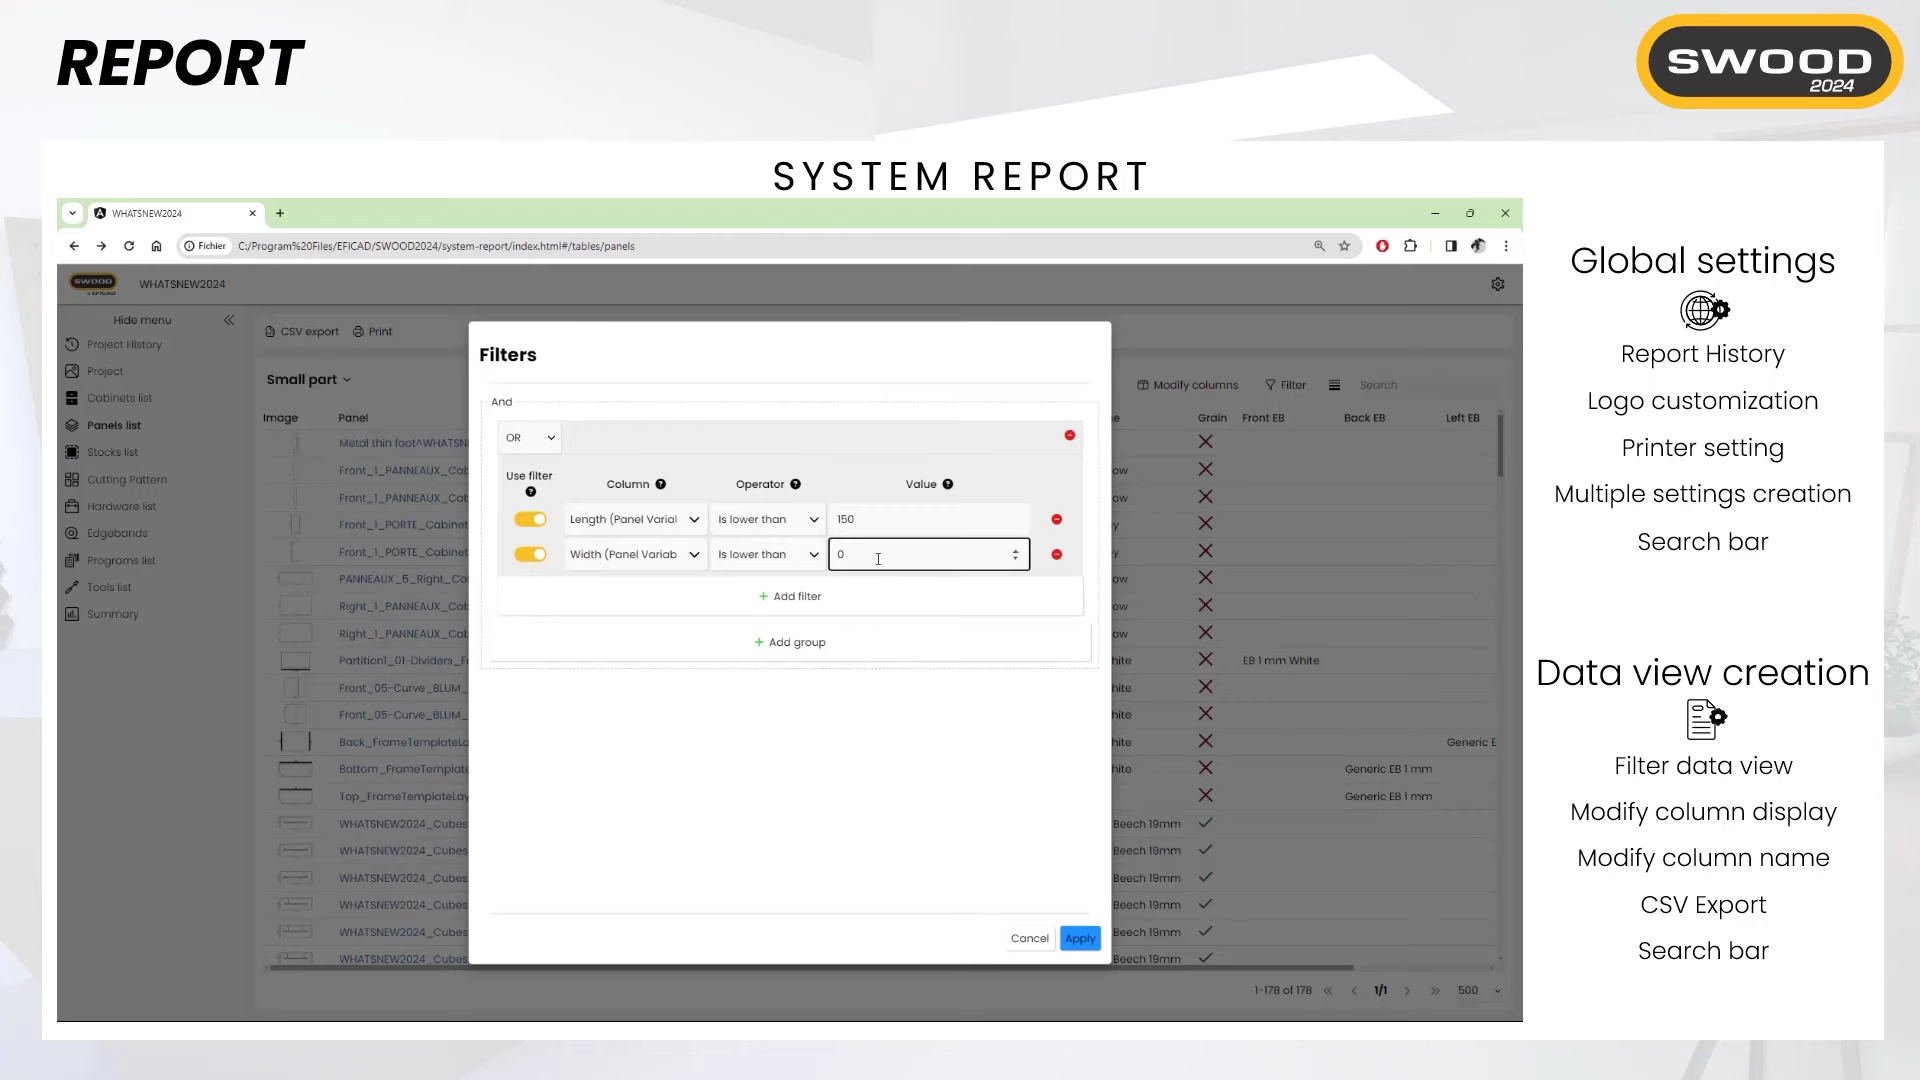 REPORT
SWOOD
2024
SYSTEM REPORT
WHATSNEW2024
Fichier C:/Program%20Files/EFICAD/SWOOD2024/system-report/index.html#/tables/panels
SWOOD
WHATSNEW2024
Hide menu
Project History
Project
Cabinets list
Panels list
Stocks list
Cutting Pattern
Hardware list
Edgebands
Programs list
Tools list
Summary
CSV export Print
Small part
Modify columns Filter Search
Image Panel Grain Front EB Back EB Left EB
Metal thin foot^WHATSN
Front_1_PANNEAUX_Cab
Front_1_PANNEAUX_Cab
Front_1_PORTE_Cabinet
Front_1_PORTE_Cabinet
PANNEAUX_5_Right_Ca
Right_1_PANNEAUX_Cab
Right_1_PANNEAUX_Cab
Partition1_01-Dividers_F EB 1 mm White
Front_05-Curve_BLUM_
Front_05-Curve_BLUM_
Back_FrameTemplateLa Generic E
Bottom_FrameTemplate Generic EB 1 mm
Top_FrameTemplateLay Generic EB 1 mm
WHATSNEW2024_Cubes Beech 19mm
WHATSNEW2024_Cubes Beech 19mm
WHATSNEW2024_Cubes Beech 19mm
WHATSNEW2024_Cubes Beech 19mm
WHATSNEW2024_Cubes Beech 19mm
WHATSNEW2024_Cubes Beech 19mm
1-178 of 178 1/1 500
Filters
And
OR
Use filter
Column Operator Value
Length (Panel Varial Is lower than 150
Width (Panel Variab Is lower than 0
+ Add filter
+ Add group
Cancel Apply
Global settings
Report History
Logo customization
Printer setting
Multiple settings creation
Search bar
Data view creation
Filter data view
Modify column display
Modify column name
CSV Export
Search bar